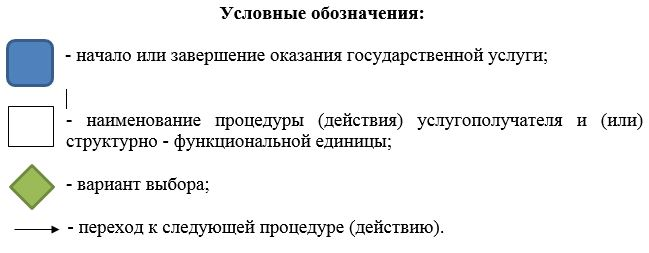 Условные обозначения:
- начало или завершение оказания государственной услуги;
- наименование процедуры (действия) услугополучателя и (или)
структурно - функциональной единицы;
- вариант выбора;
- переход к следующей процедуре (действию).